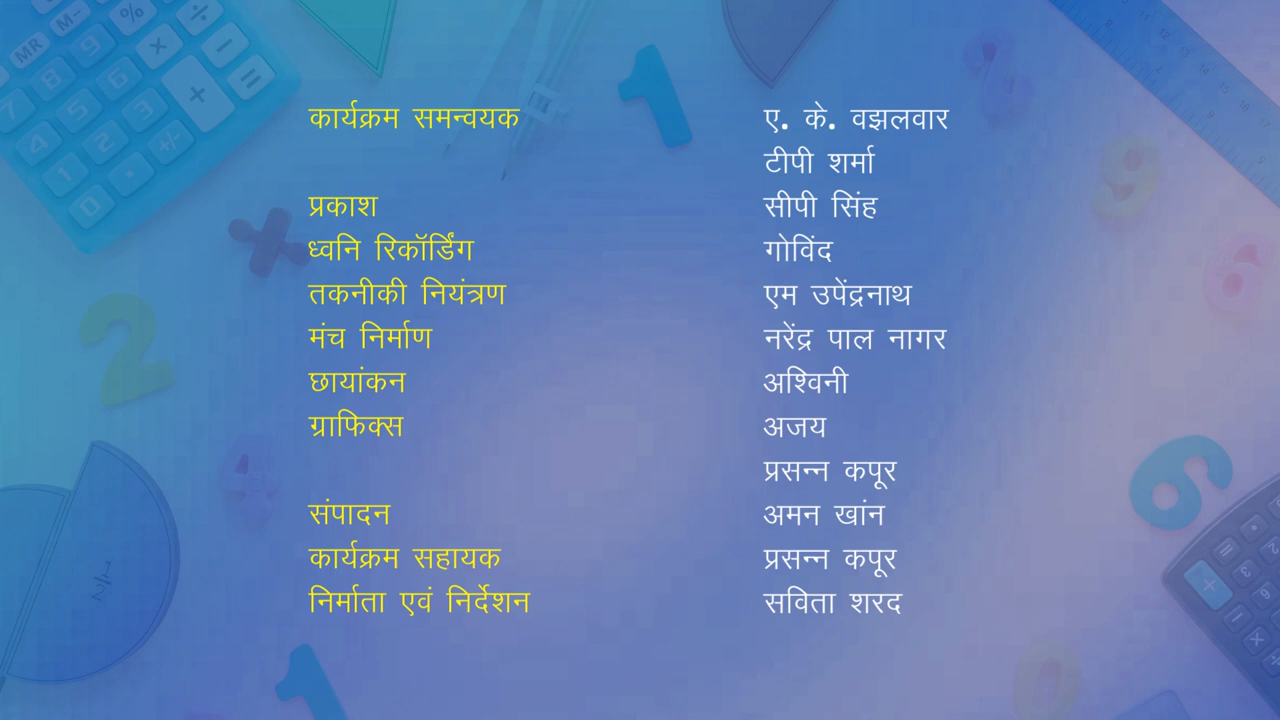 कार्यक्रम समन्वयक ए. के. वझलवार
टीपी शर्मा
प्रकाश सीपी सिंह
ध्वनि रिकॉर्डिंग गोविंद
तकनीकी नियंत्रण एम उपेंद्रनाथ
मंच निर्माण नरेंद्र पाल नागर
छायांकन अश्विनी
ग्राफिक्स अजय
प्रसन्न कपूर
संपादन अमन खांन
कार्यक्रम सहायक प्रसन्न कपूर
निर्माता एवं निर्देशन सविता शरद